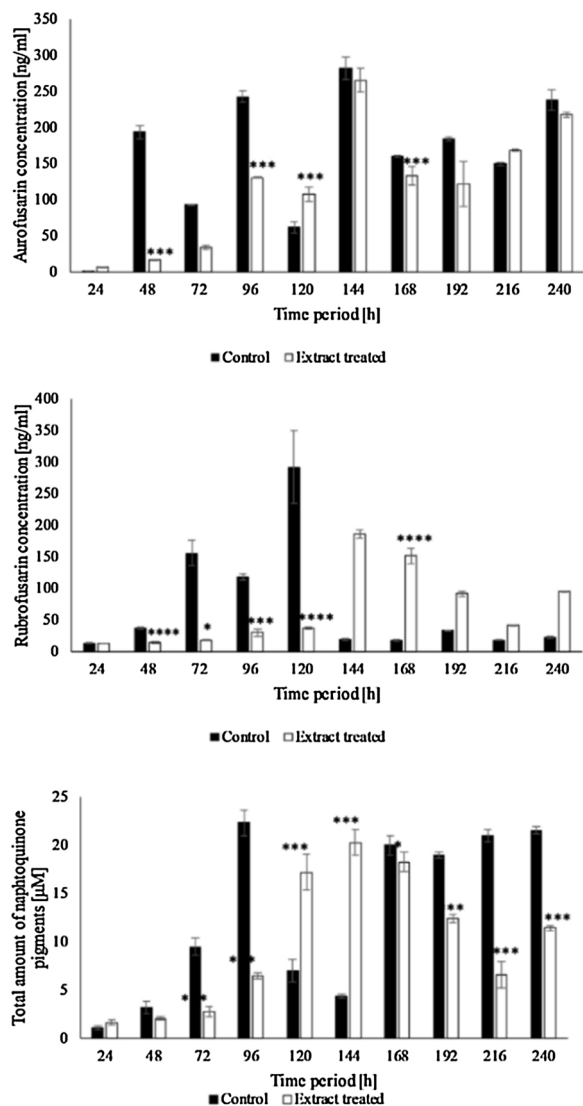 Aurofusarin concentration [ng/ml]
350
300
250
200
150
100
50
0
***
***
***
***
24 48 72 96 120 144 168 192 216 240
Time period [h]
Control Extract treated
Rubrofusarin concentration [ng/ml]
400
350
300
250
200
150
100
50
0
****
*
***
****
****
24 48 72 96 120 144 168 192 216 240
Time period [h]
Control Extract treated
Total amount of naphtoquinone
pigments [µM]
25
20
15
10
5
0
***
***
*
**
***
***
24 48 72 96 120 144 168 192 216 240
Time period [h]
Control Extract treated